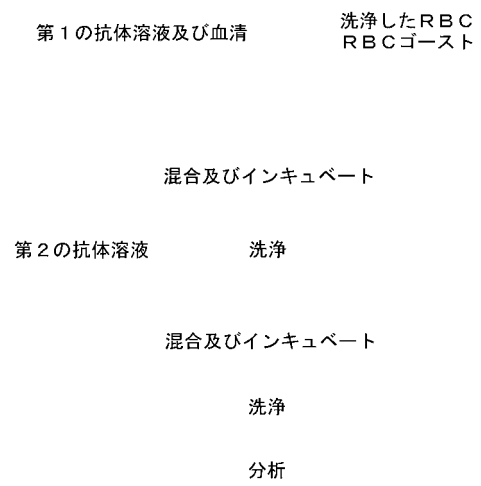 第１の抗体溶液及び血清
洗浄したＲＢＣ
ＲＢＣゴースト
混合及びインキュベート
第２の抗体溶液
洗浄
混合及びインキュベート
洗浄
分析